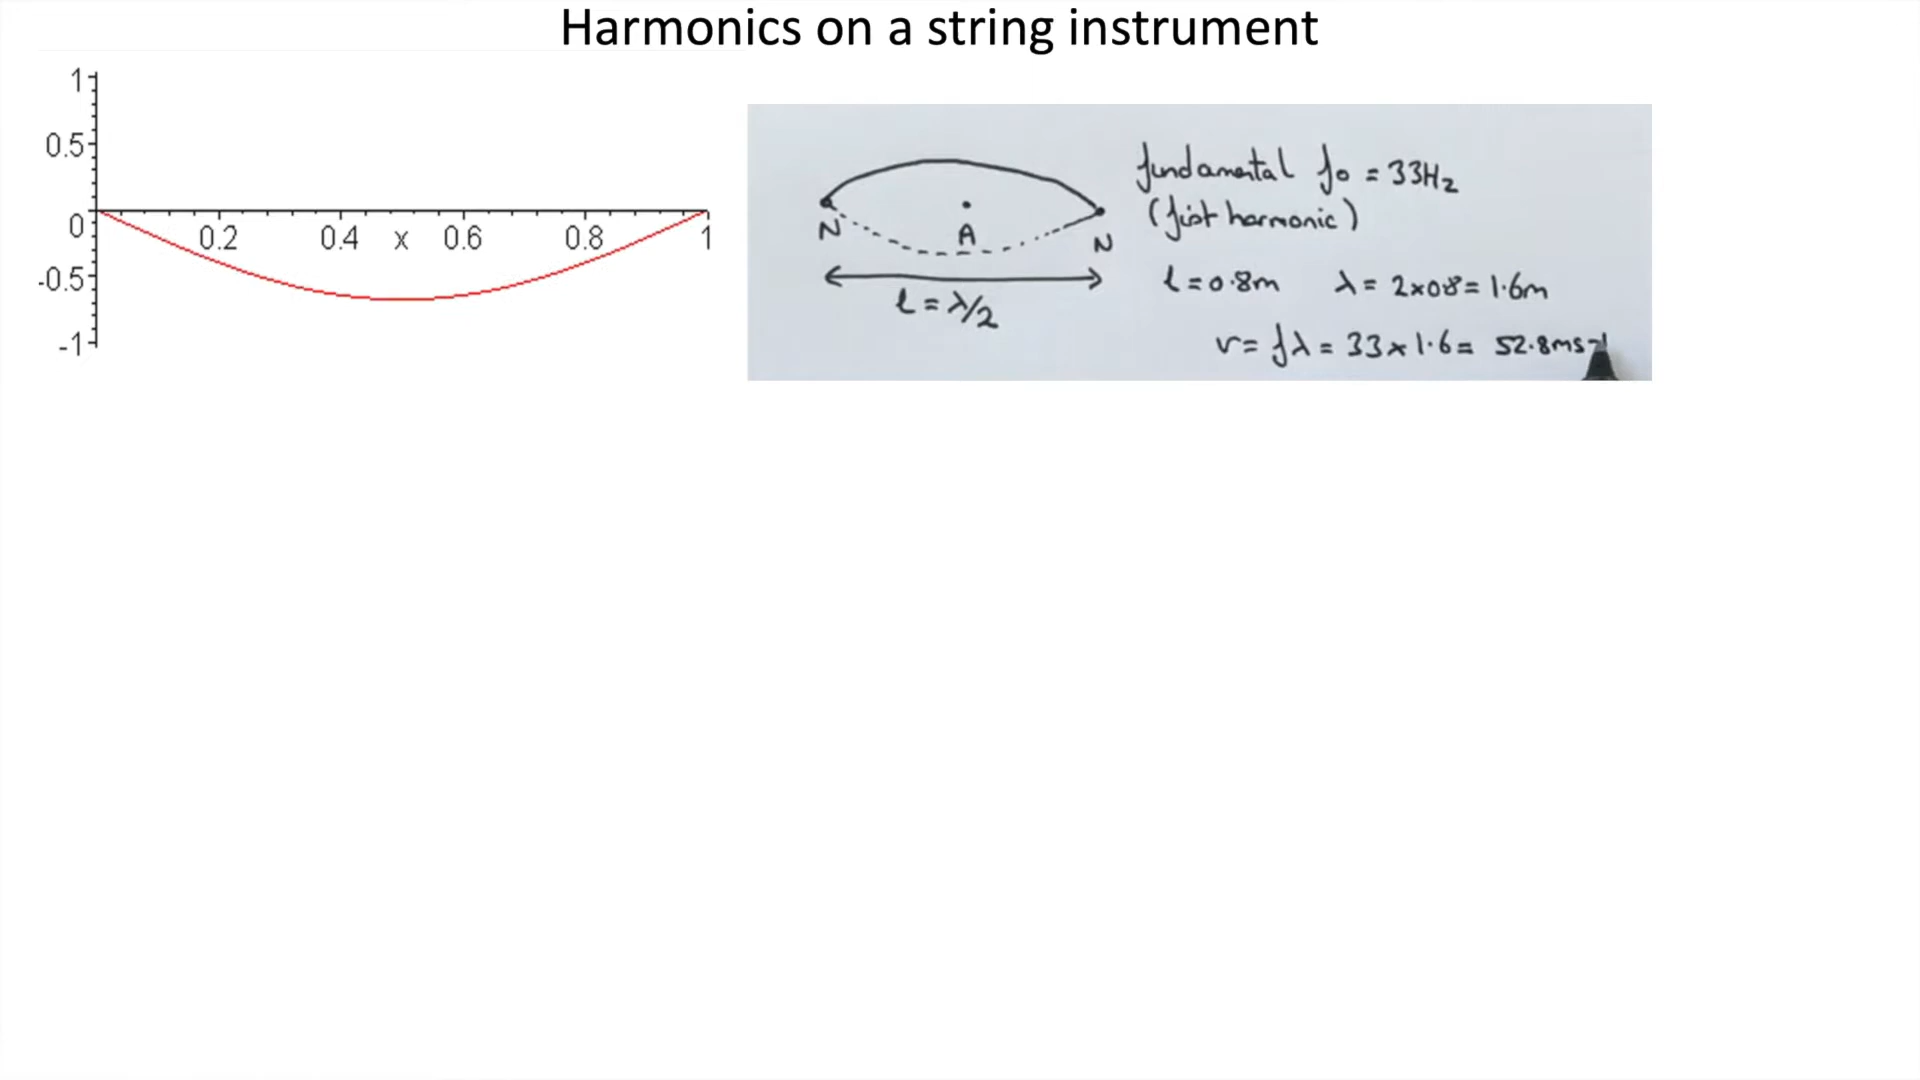 Harmonics on a string instrument
1
0.5
0
0.2 0.4 x 0.6 0.8 1
-0.5
-1
fundamental f0 = 33Hz
(first harmonic)
N A N
l = 0.8m λ = 2x0.8 = 1.6m
l = λ/2
v = fλ = 33 x 1.6 = 52.8ms-1